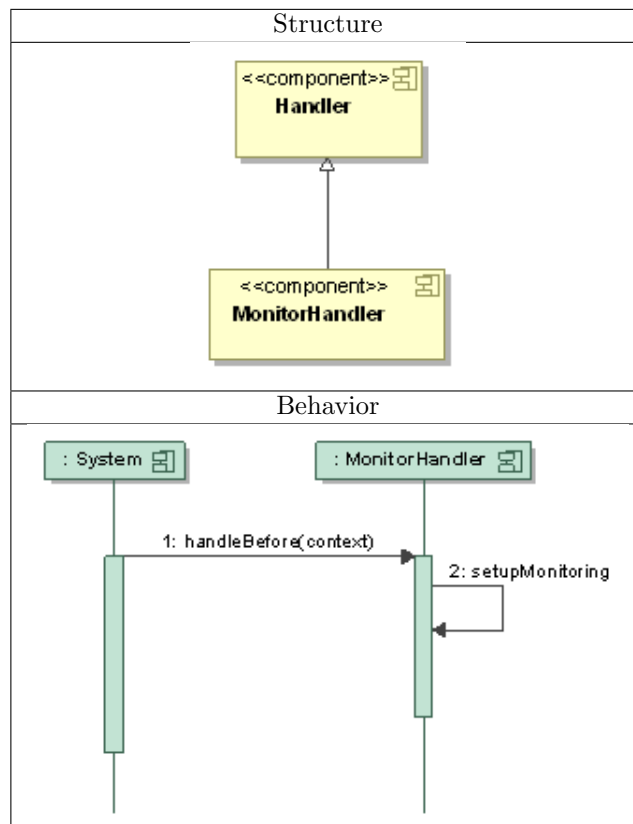 Structure
<<component>>
Handler
<<component>>
MonitorHandler
Behavior
: System
: MonitorHandler
1: handleBefore(context)
2: setupMonitoring